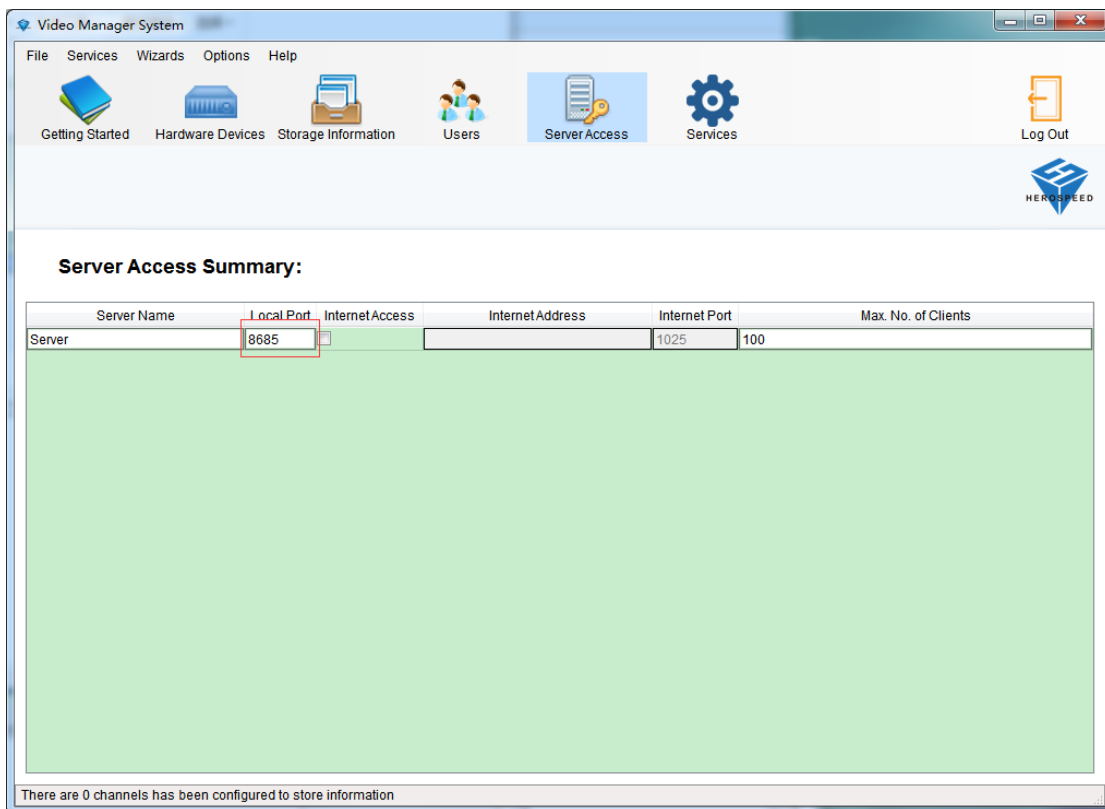 Video Manager System
File Services Wizards Options Help
Getting Started Hardware Devices Storage Information Users Server Access Services Log Out
HEROSPEED
Server Access Summary:
Server Name Local Port Internet Access Internet Address Internet Port Max. No. of Clients
Server 8685 1025 100
There are 0 channels has been configured to store information